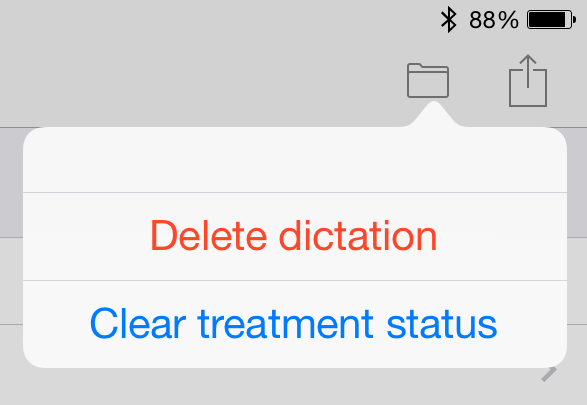 88%
Delete dictation
Clear treatment status